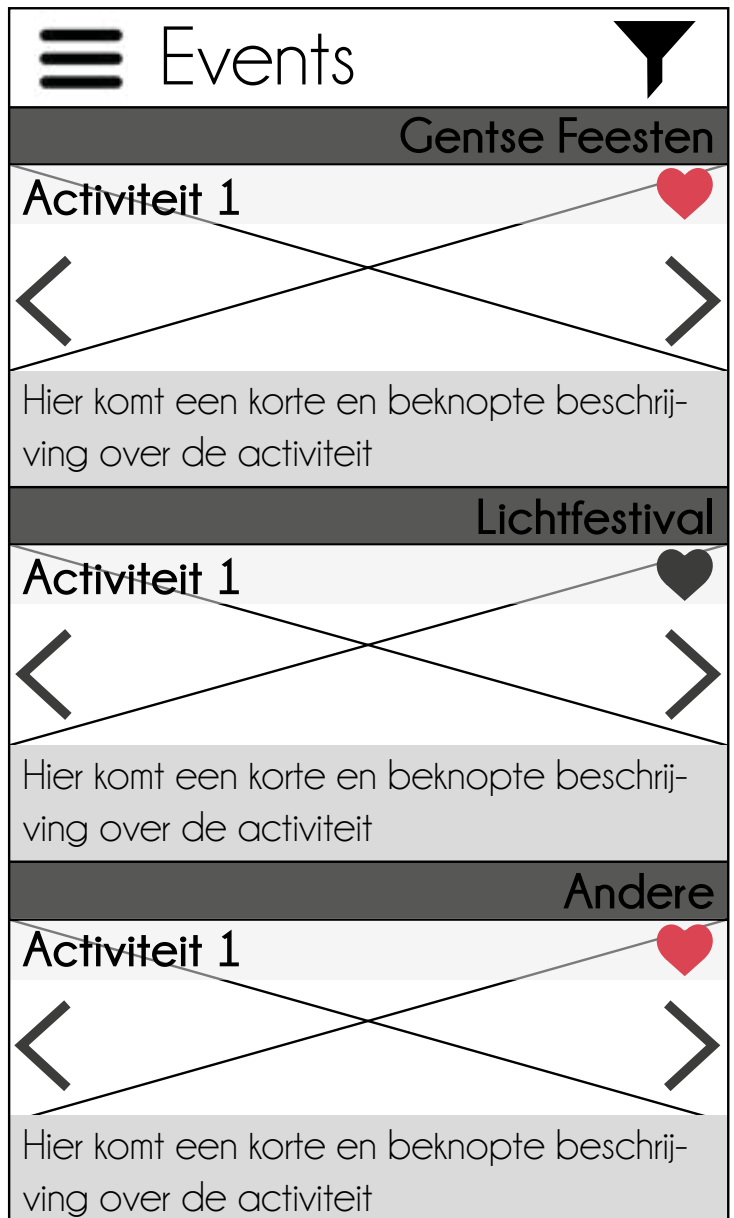 Events
Gentse Feesten
Activiteit 1
Hier komt een korte en beknopte beschrij-
ving over de activiteit
Lichtfestival
Activiteit 1
Hier komt een korte en beknopte beschrij-
ving over de activiteit
Andere
Activiteit 1
Hier komt een korte en beknopte beschrij-
ving over de activiteit